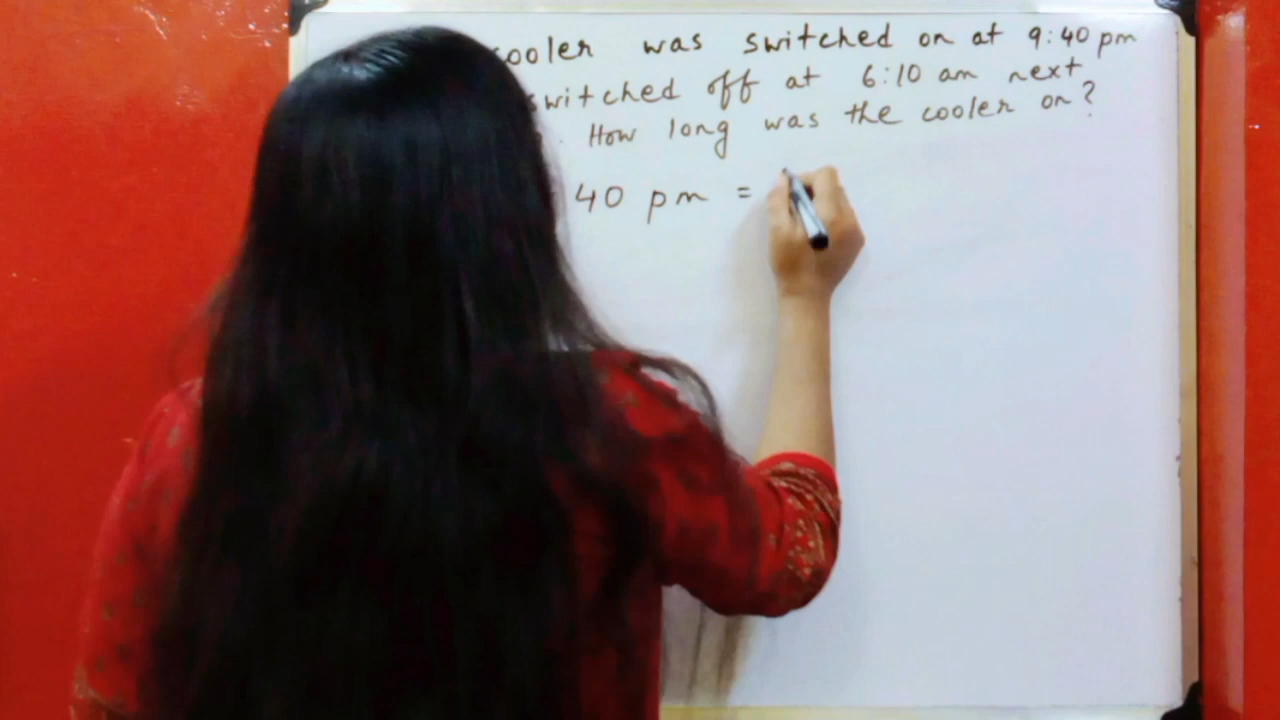 cooler was switched on at 9:40 pm
switched off at 6:10 am next
. How long was the cooler on?
40 pm =